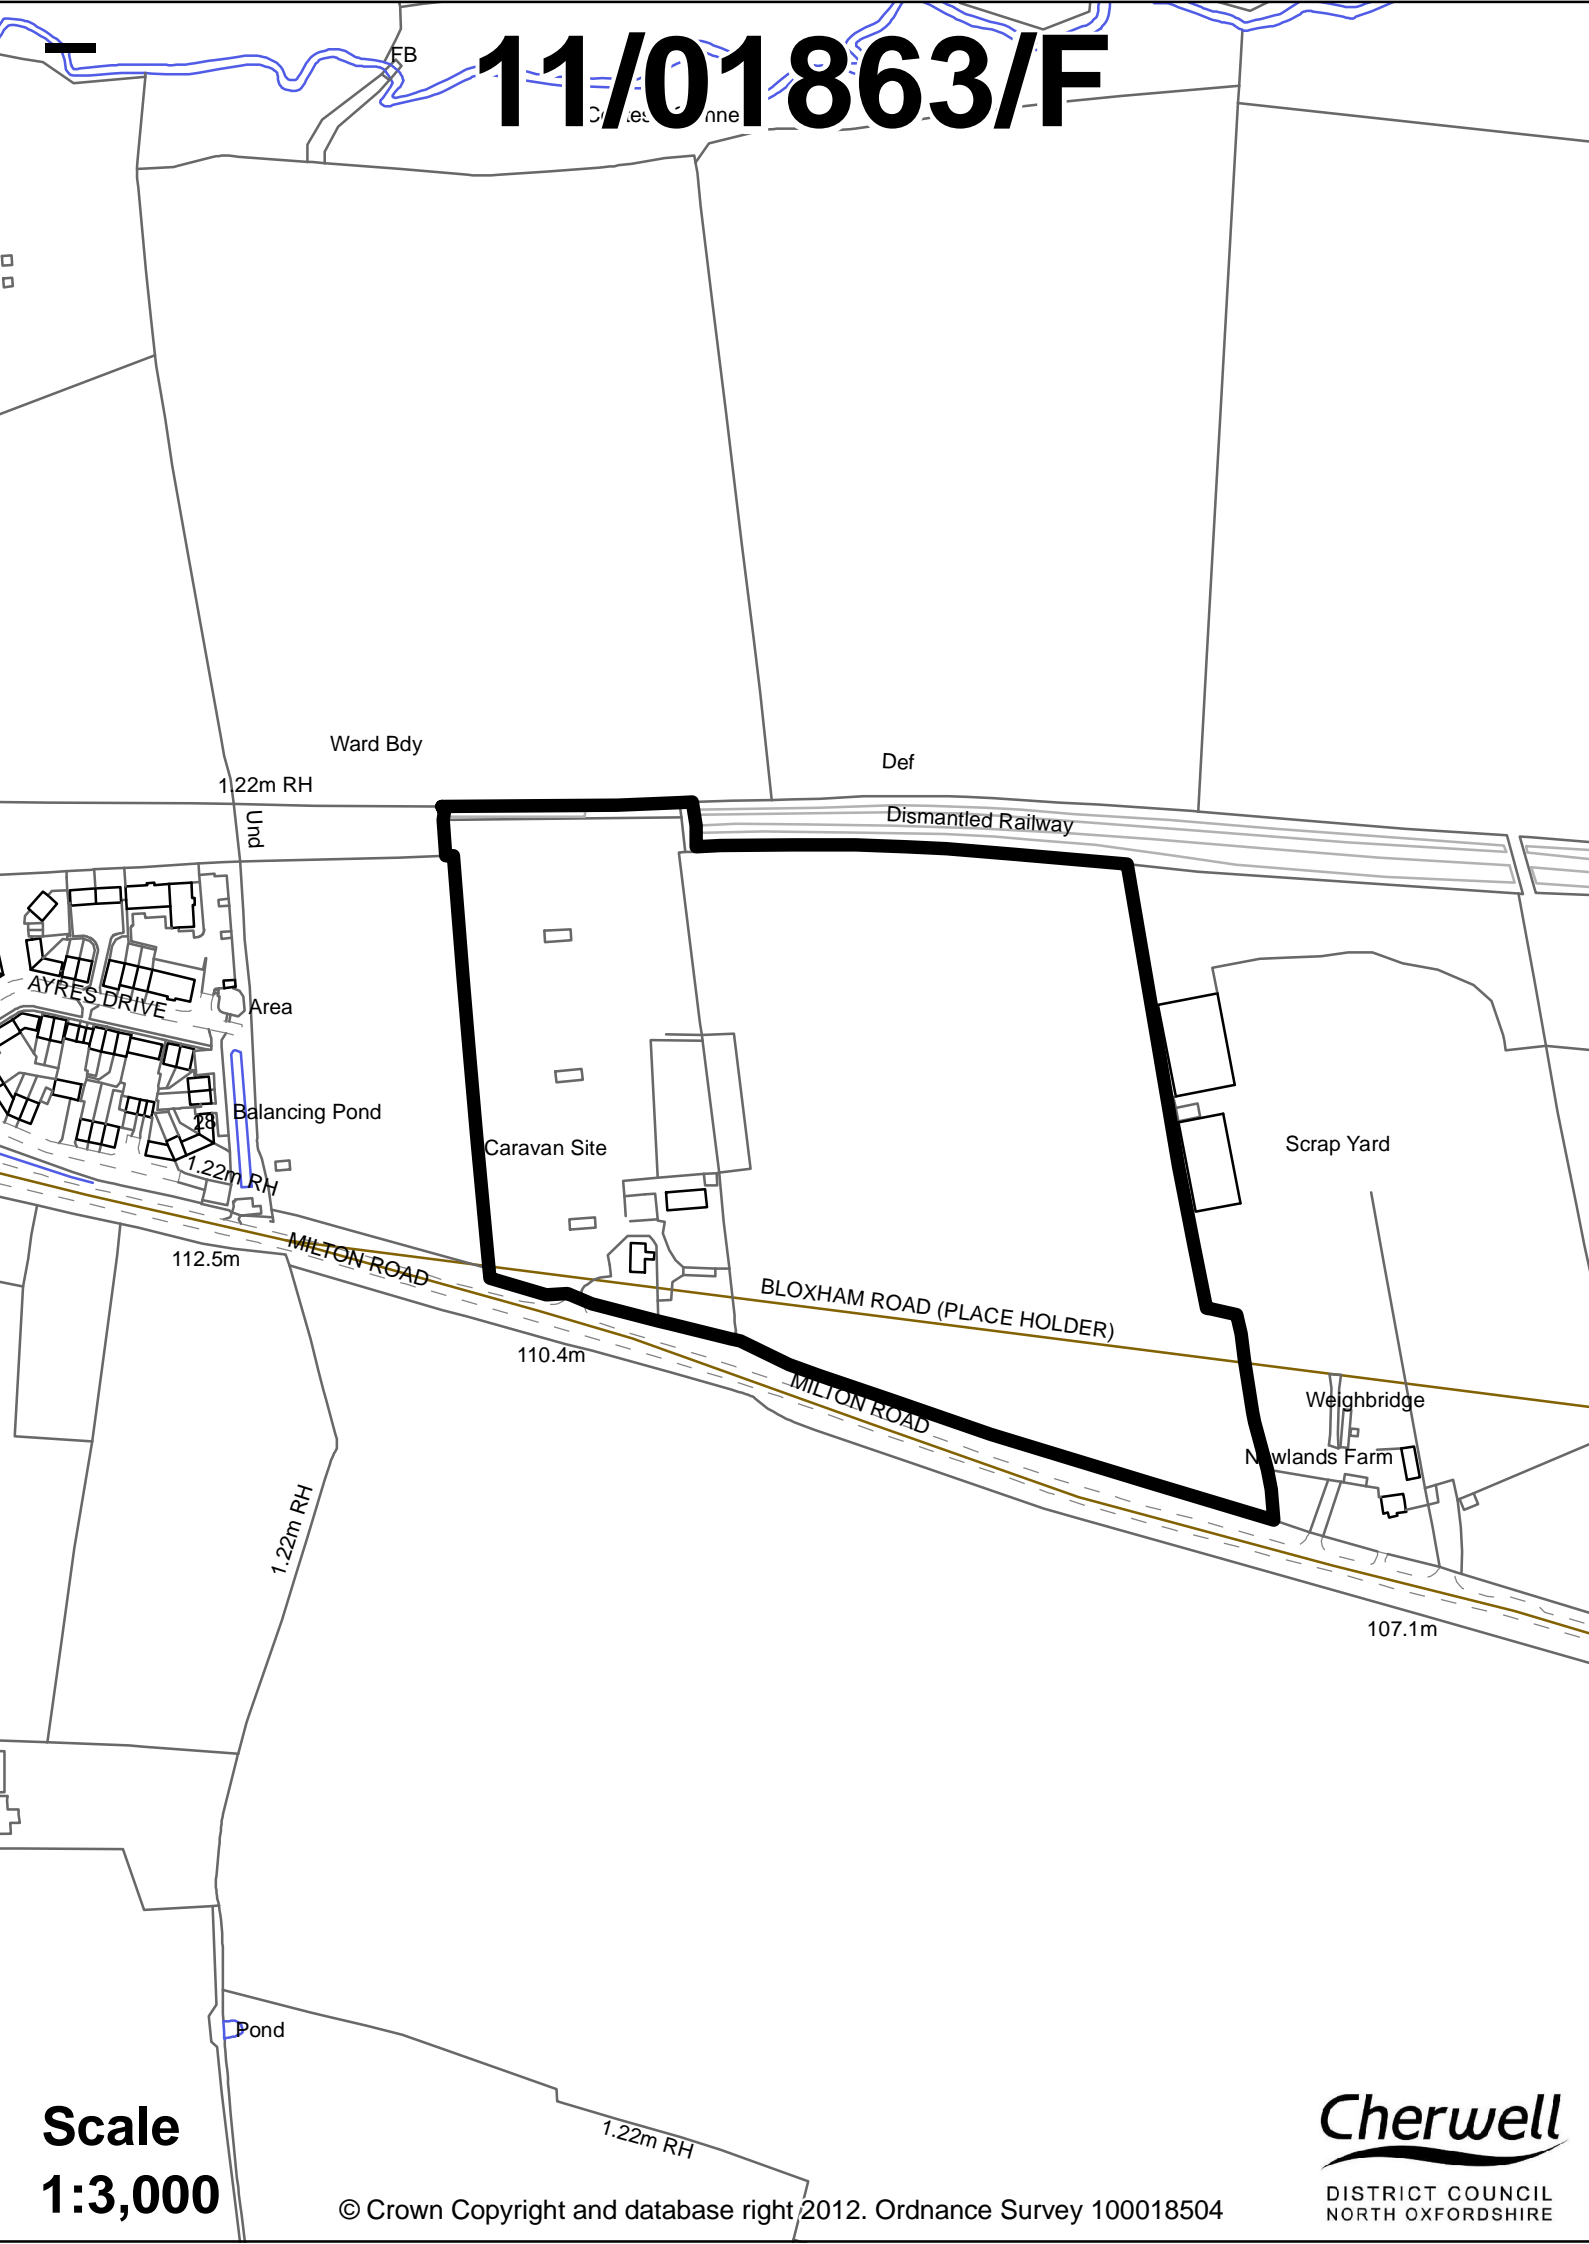 11/01863/F
FB
Ward Bdy
Def
1.22m RH
Und
Dismantled Railway
AYRES DRIVE
Area
Balancing Pond
28
Caravan Site
Scrap Yard
1.22m RH
MILTON ROAD
112.5m
BLOXHAM ROAD (PLACE HOLDER)
110.4m
MILTON ROAD
Weighbridge
Newlands Farm
1.22m RH
107.1m
Pond
1.22m RH
Scale
1:3,000
© Crown Copyright and database right 2012. Ordnance Survey 100018504
Cherwell
DISTRICT COUNCIL
NORTH OXFORDSHIRE